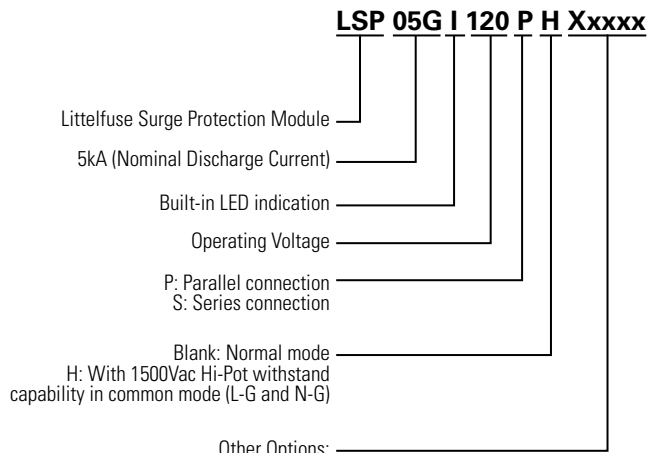 LSP 05G I 120 P H Xxxxx
Littelfuse Surge Protection Module
5kA (Nominal Discharge Current)
Built-in LED indication
Operating Voltage
P: Parallel connection
S: Series connection
Blank: Normal mode
H: With 1500Vac Hi-Pot withstand
capability in common mode (L-G and N-G)
Other Options: